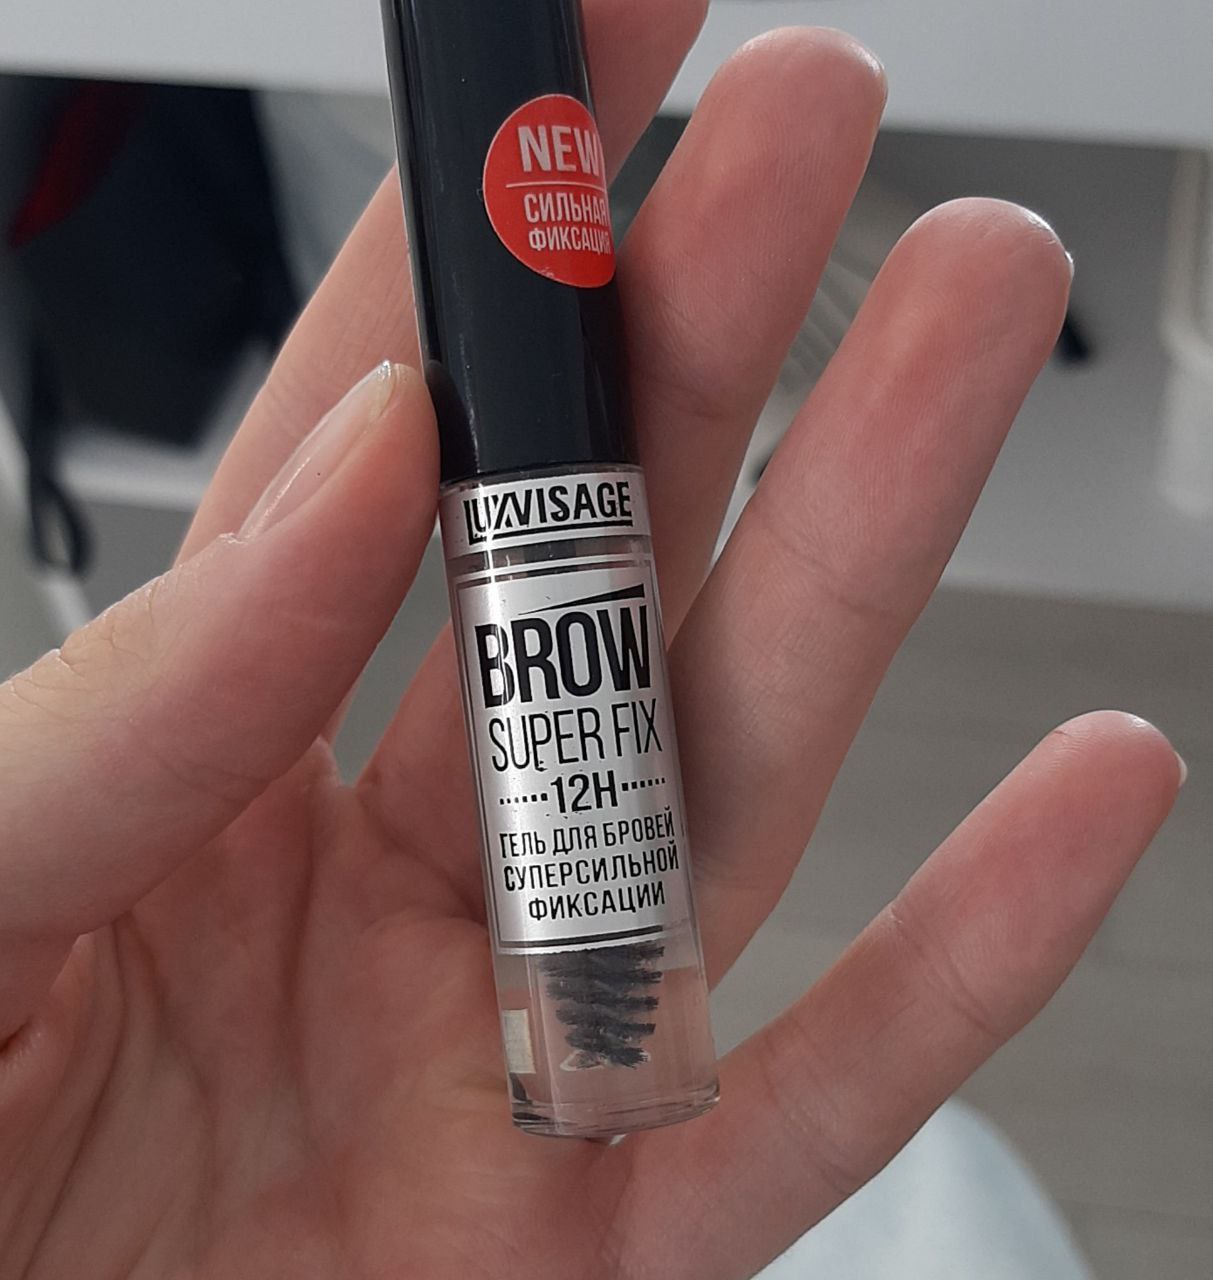 NEW
СИЛЬНАЯ
ФИКСАЦИЯ
LUXVISAGE
BROW
SUPER FIX
12H
ГЕЛЬ ДЛЯ БРОВЕЙ
СУПЕРСИЛЬНОЙ
ФИКСАЦИИ